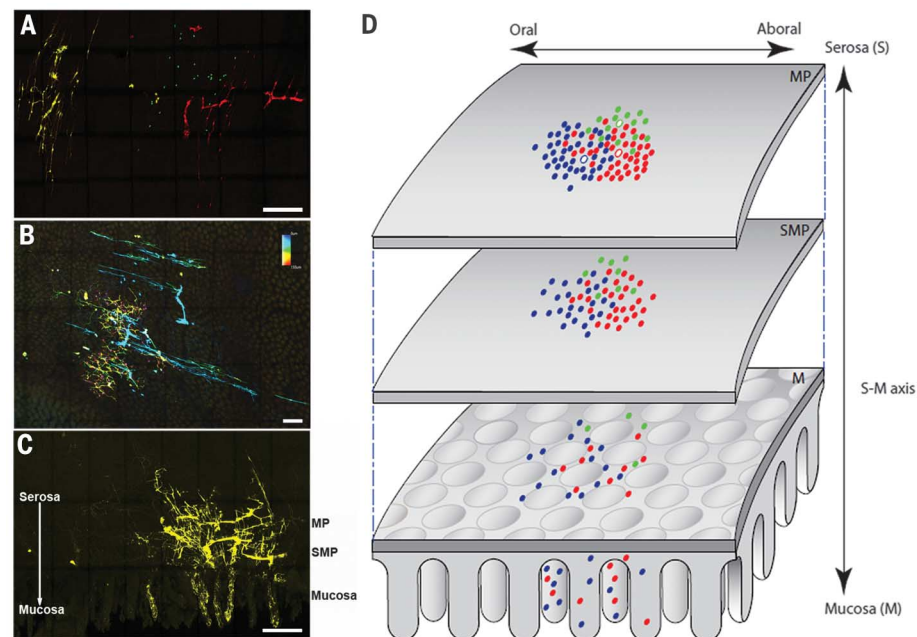 A
B
C
Serosa
Mucosa
MP
SMP
Mucosa
D
Oral
Aboral
Serosa (S)
MP
SMP
M
S-M axis
Mucosa (M)